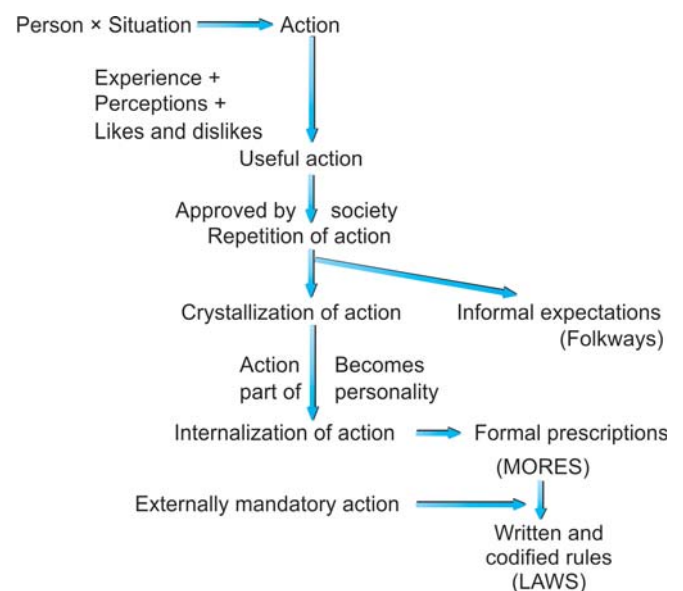 Person × Situation Action
Experience +
Perceptions +
Likes and dislikes
Useful action
Approved by society
Repetition of action
Crystallization of action Informal expectations
(Folkways)
Action Becomes
part of personality
Internalization of action Formal prescriptions
(MORES)
Externally mandatory action
Written and
codified rules
(LAWS)